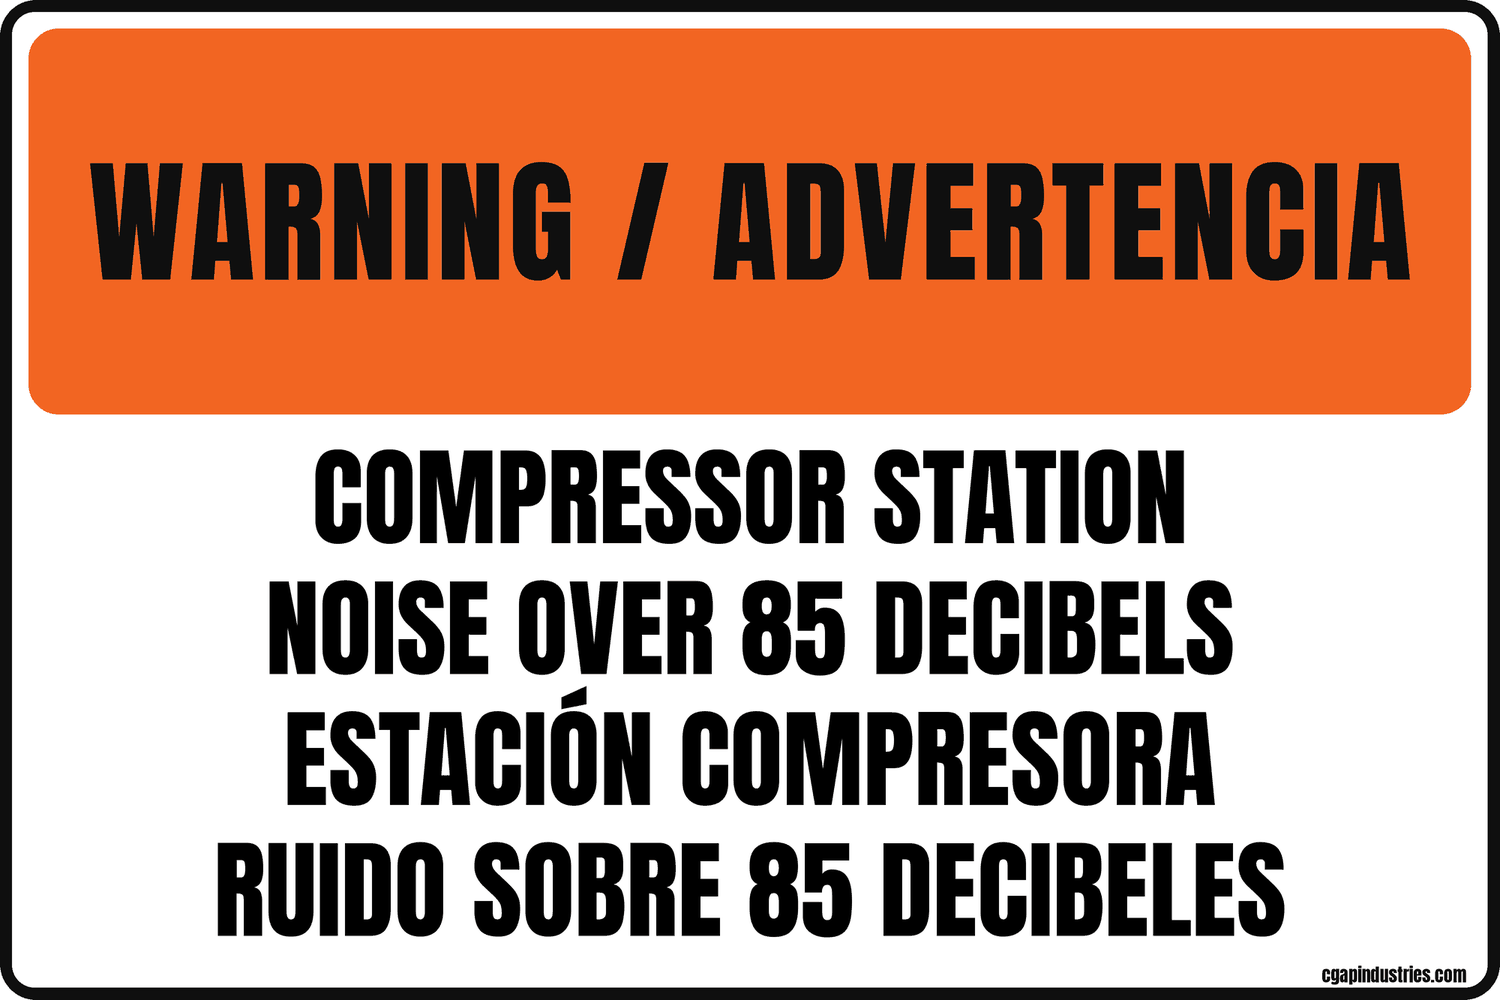 WARNING / ADVERTENCIA
COMPRESSOR STATION
NOISE OVER 85 DECIBELS
ESTACIÓN COMPRESORA
RUIDO SOBRE 85 DECIBELES
cgapindustries.com